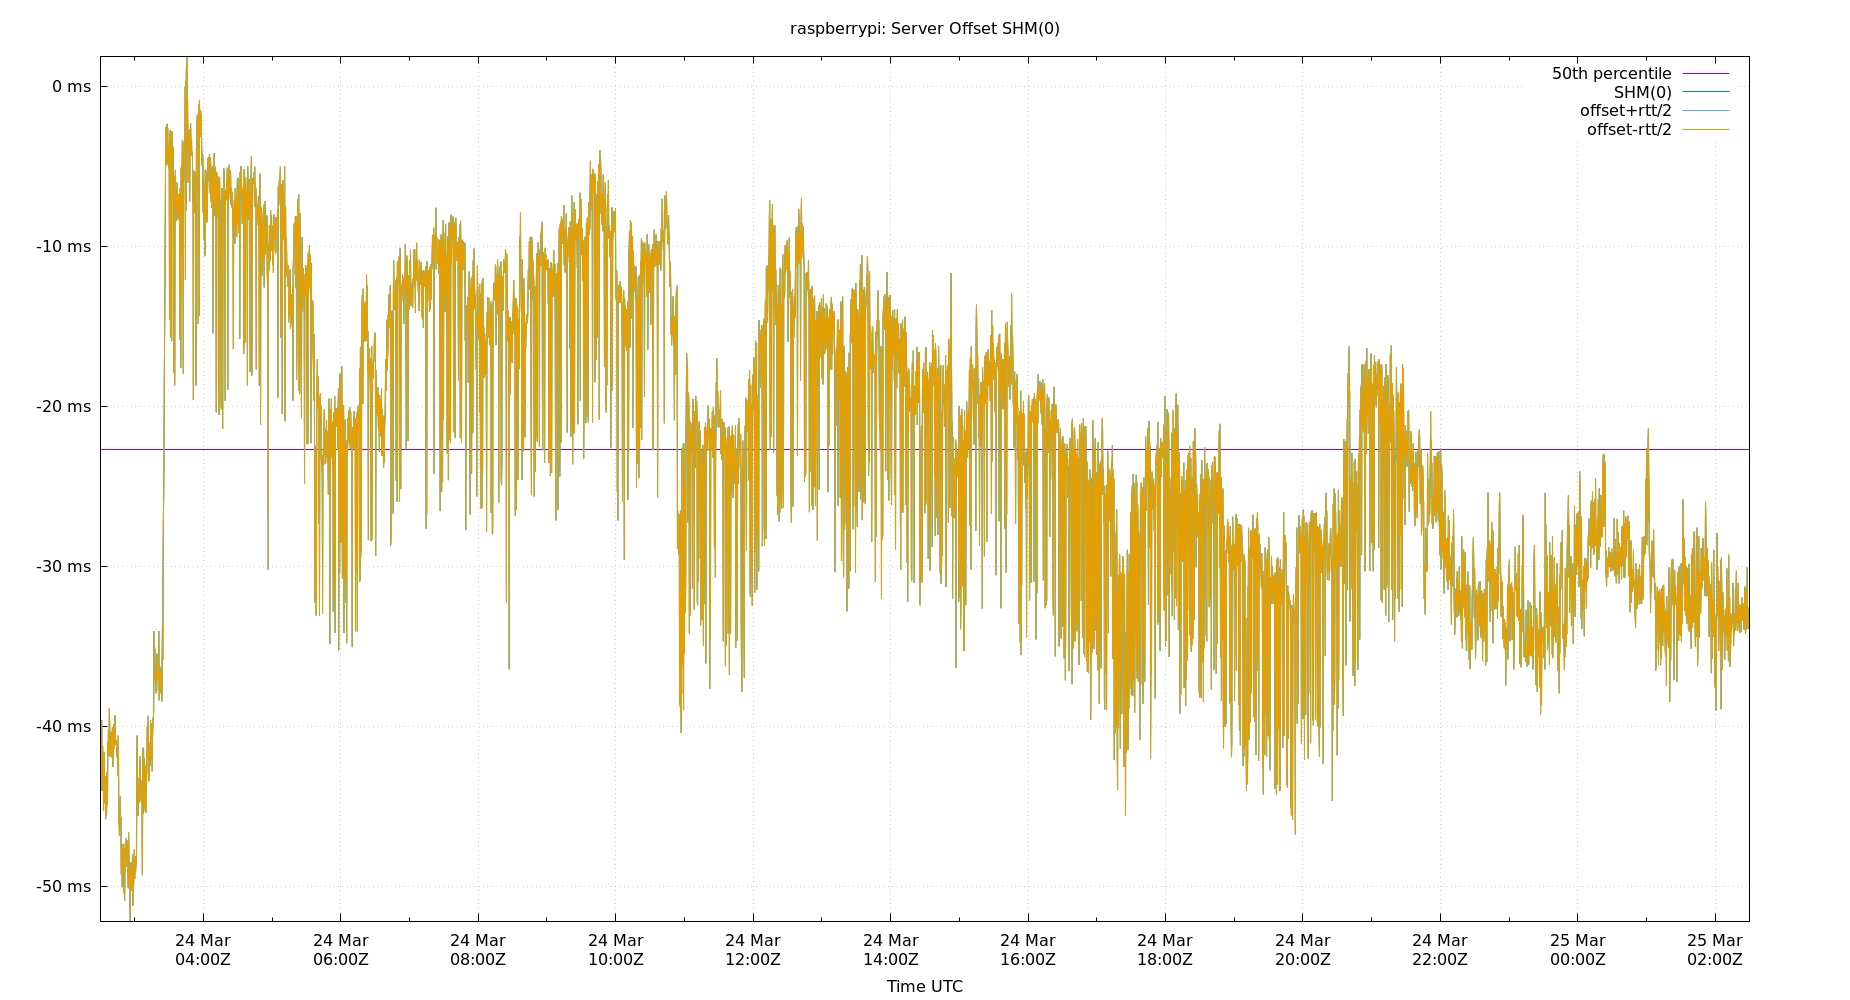 raspberrypi: Server Offset SHM(0)
50th percentile
SHM(0)
offset+rtt/2
offset-rtt/2
0 ms
-10 ms
-20 ms
-30 ms
-40 ms
-50 ms
24 Mar 24 Mar 24 Mar 24 Mar 24 Mar 24 Mar 24 Mar 24 Mar 24 Mar 24 Mar 25 Mar 25 Mar
04:00Z 06:00Z 08:00Z 10:00Z 12:00Z 14:00Z 16:00Z 18:00Z 20:00Z 22:00Z 00:00Z 02:00Z
Time UTC